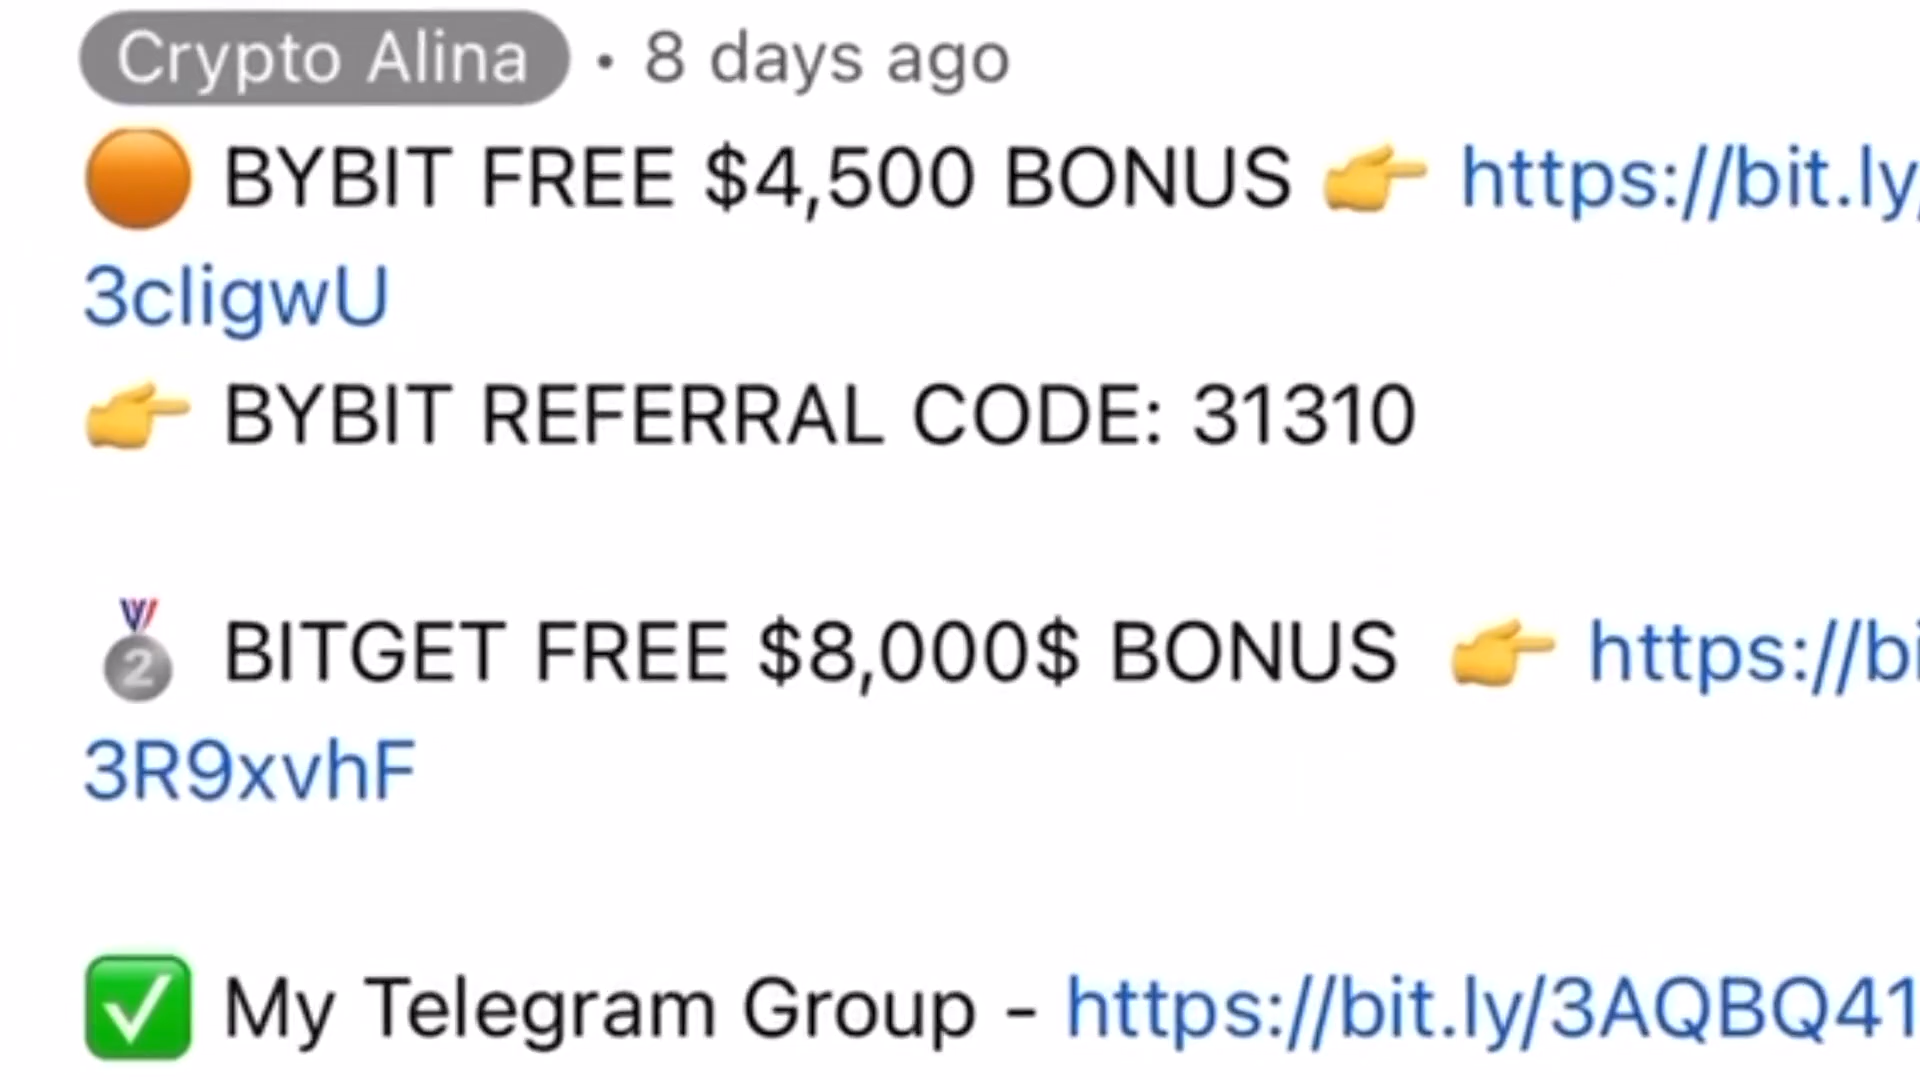 Crypto Alina • 8 days ago
🟠 BYBIT FREE $4,500 BONUS 👉 https://bit.ly/
3cIigwU
👉 BYBIT REFERRAL CODE: 31310
🥈 BITGET FREE $8,000$ BONUS 👉 https://bi
3R9xvhF
✅ My Telegram Group - https://bit.ly/3AQBQ41